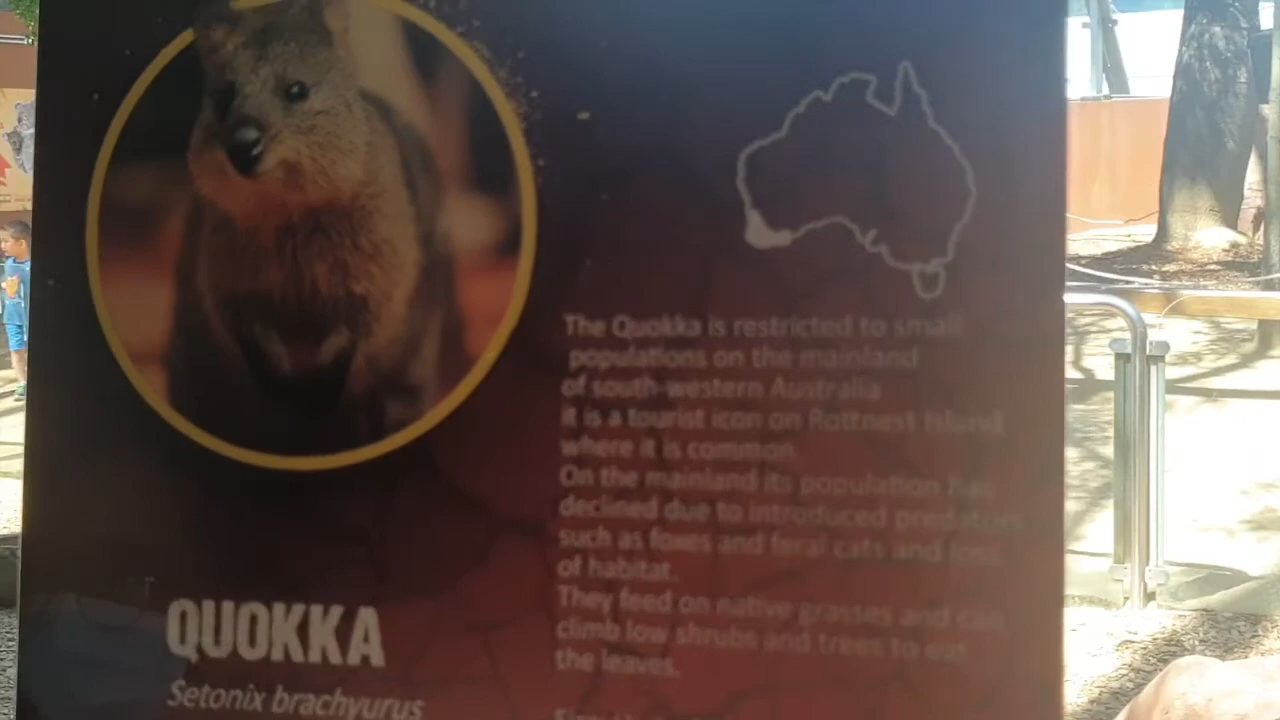 The Quokka is restricted to small
populations on the mainland
of south-western Australia
it is a tourist icon on Rottnest Island
where it is common.
On the mainland its population has
declined due to introduced predators
such as foxes and feral cats and loss
of habitat.
They feed on native grasses and can
climb low shrubs and trees to eat
the leaves.
QUOKKA
Setonix brachyurus